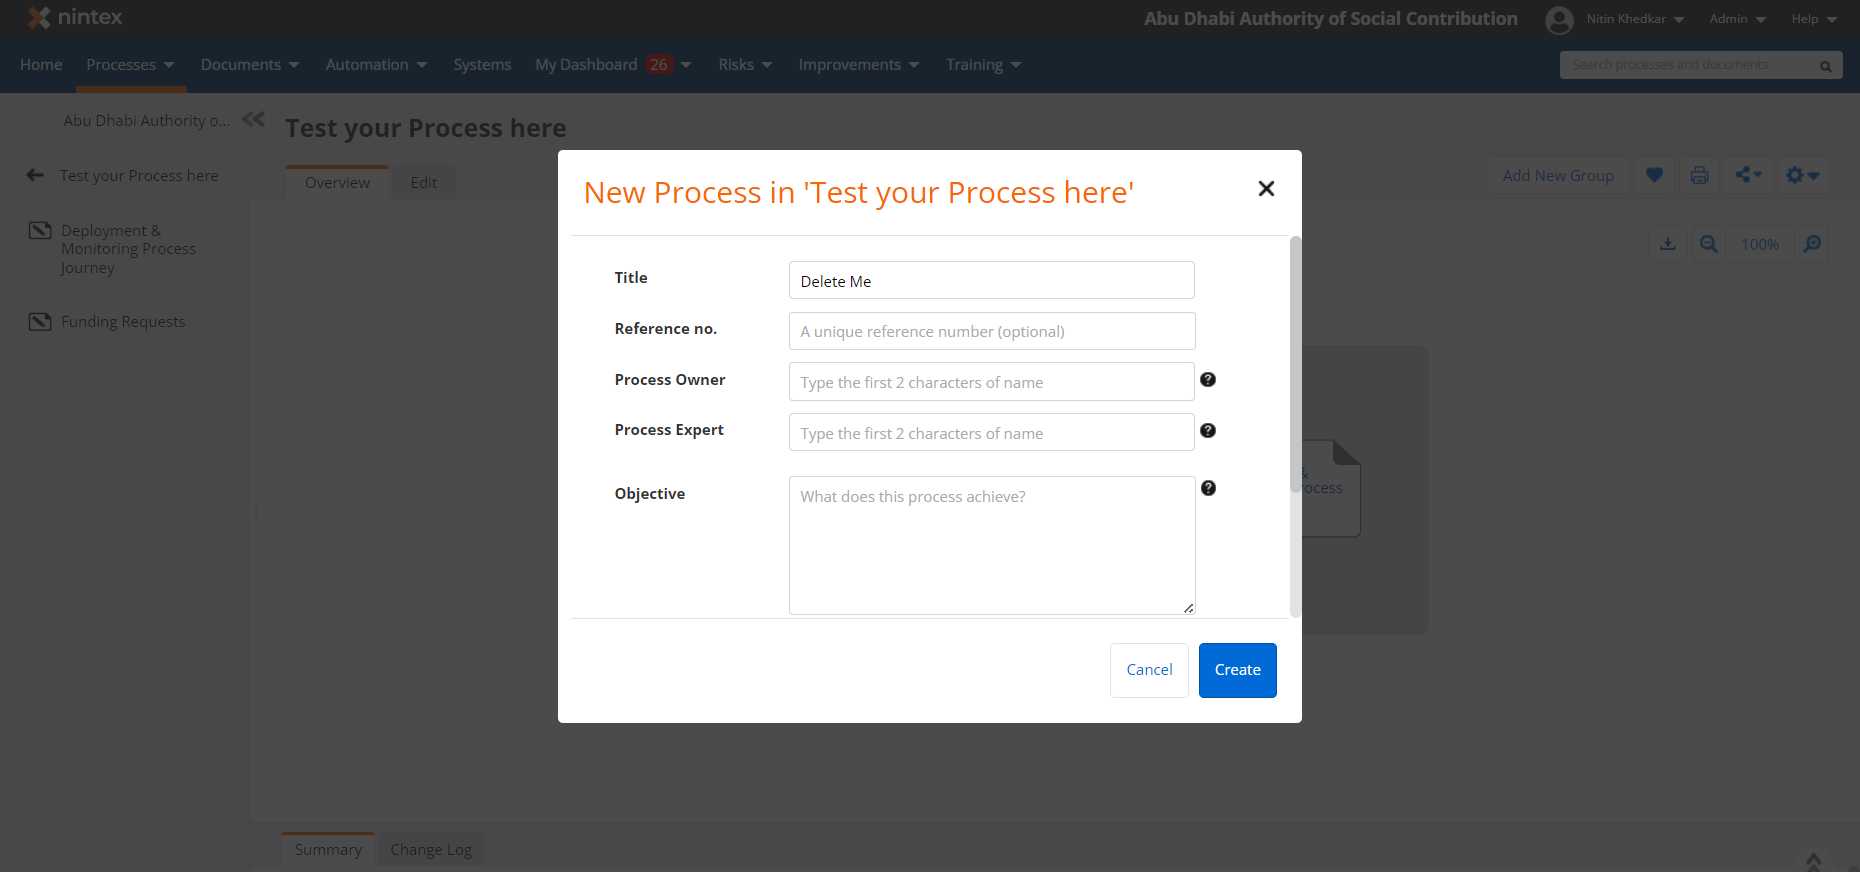 nintex
Abu Dhabi Authority of Social Contribution
Nitin Khedkar
Admin
Help
Home
Processes
Documents
Automation
Systems
My Dashboard 26
Risks
Improvements
Training
Search processes and documents
Abu Dhabi Authority o...
Test your Process here
Deployment &
Monitoring Process
Journey
Funding Requests
Test your Process here
Overview
Edit
Add New Group
100%
New Process in 'Test your Process here'
Title
Delete Me
Reference no.
A unique reference number (optional)
Process Owner
Type the first 2 characters of name
?
Process Expert
Type the first 2 characters of name
?
Objective
What does this process achieve?
?
Cancel
Create
&
rocess
Summary
Change Log